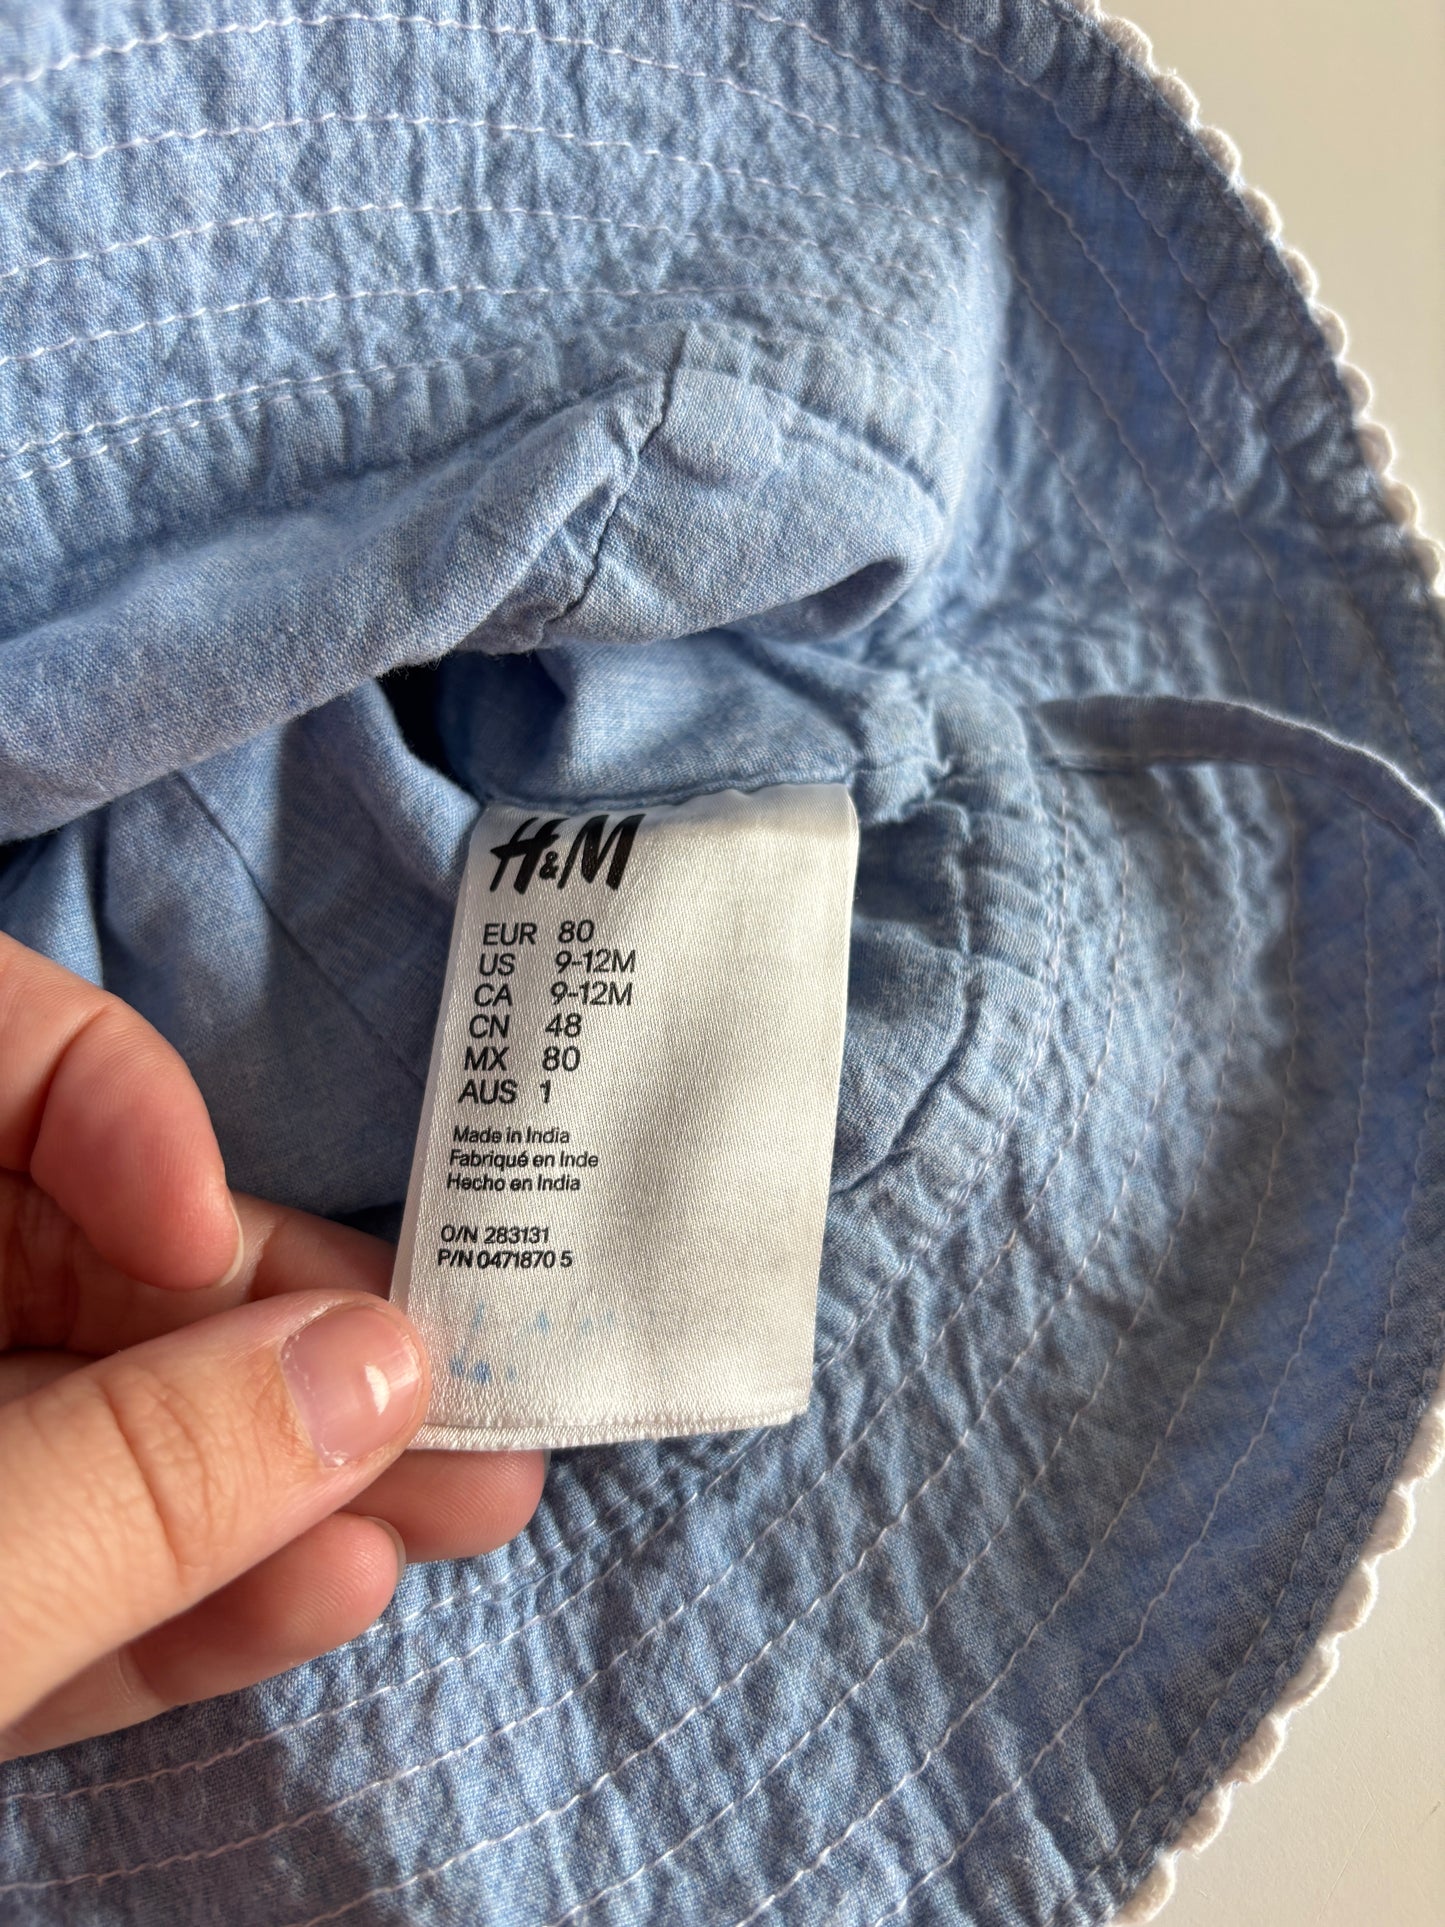 H&M
EUR 80
US 9-12M
CA 9-12M
CN 48
MX 80
AUS 1
Made in India
Fabriqué en Inde
Hecho en India
O/N 283131
P/N 0471870 5